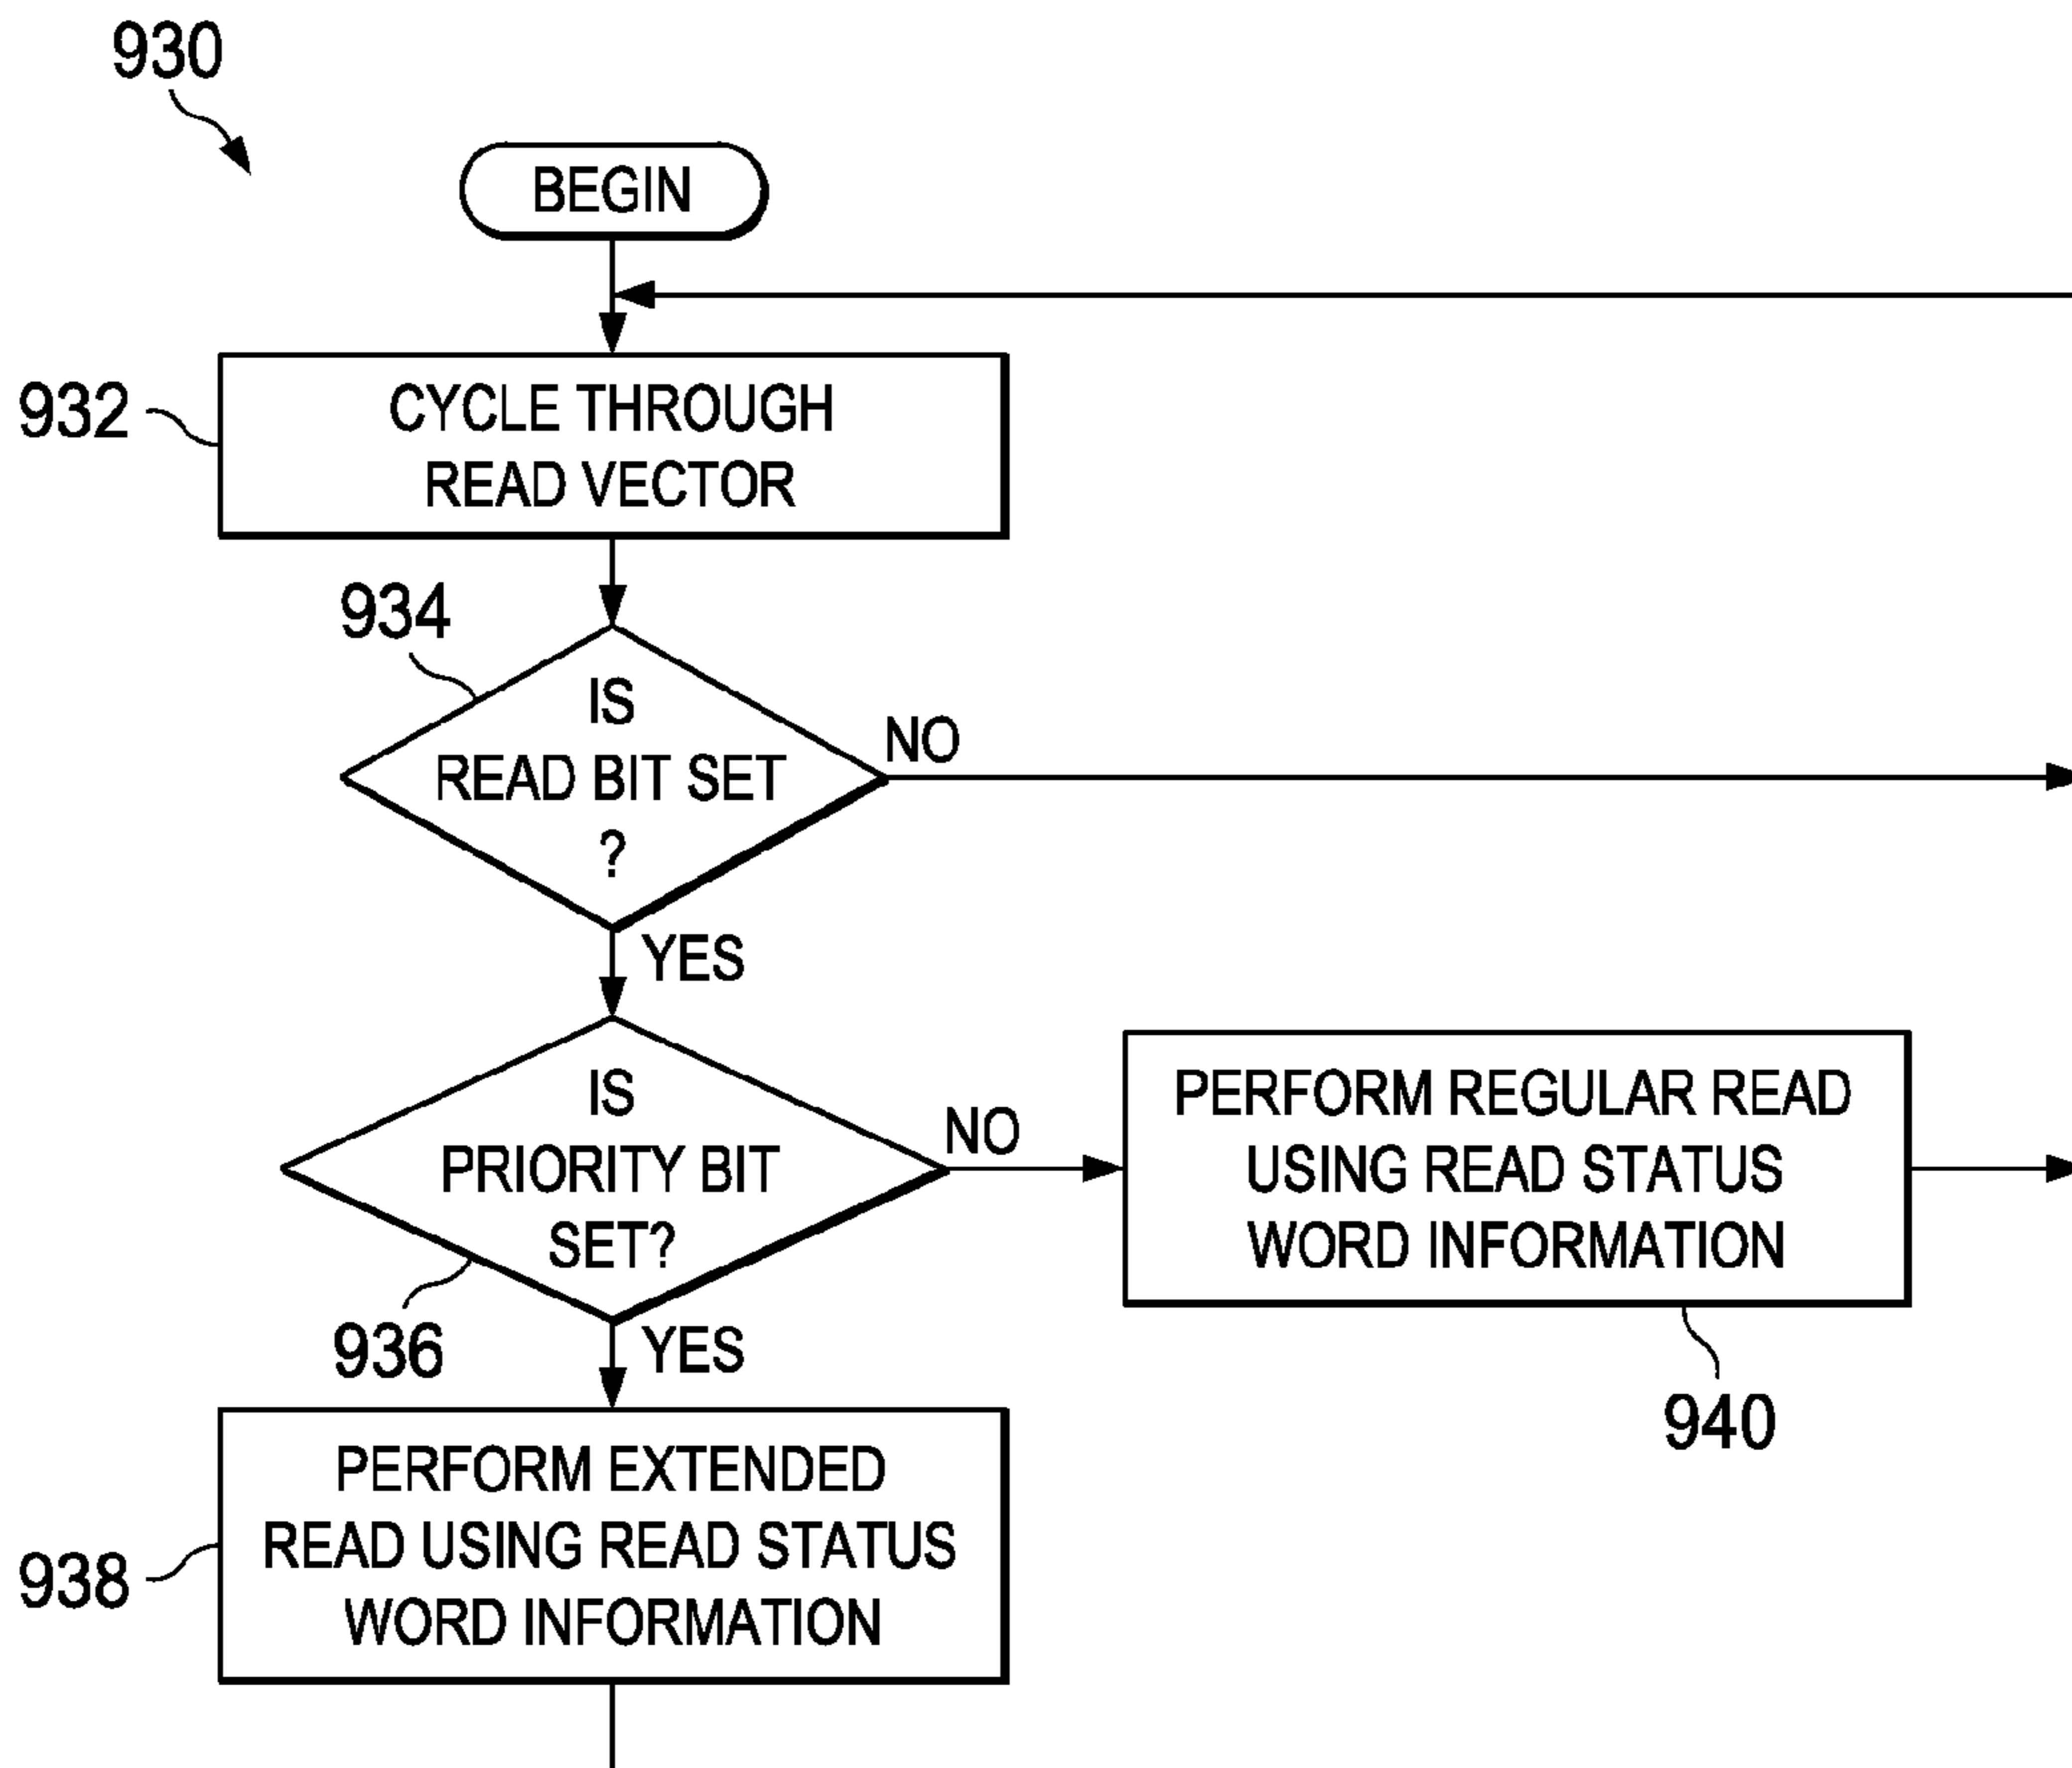 930
BEGIN
932
CYCLE THROUGH
READ VECTOR
934
IS
READ BIT SET
?
NO
YES
IS
PRIORITY BIT
SET?
NO
936
YES
PERFORM REGULAR READ
USING READ STATUS
WORD INFORMATION
940
938
PERFORM EXTENDED
READ USING READ STATUS
WORD INFORMATION